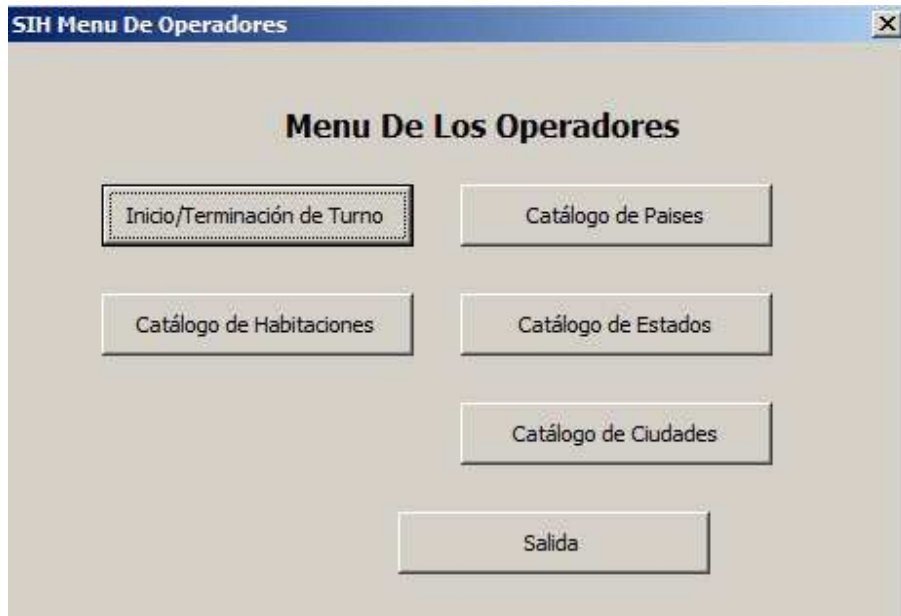 SIH Menu De Operadores
Menu De Los Operadores
Inicio/Terminación de Turno
Catálogo de Paises
Catálogo de Habitaciones
Catálogo de Estados
Catálogo de Ciudades
Salida